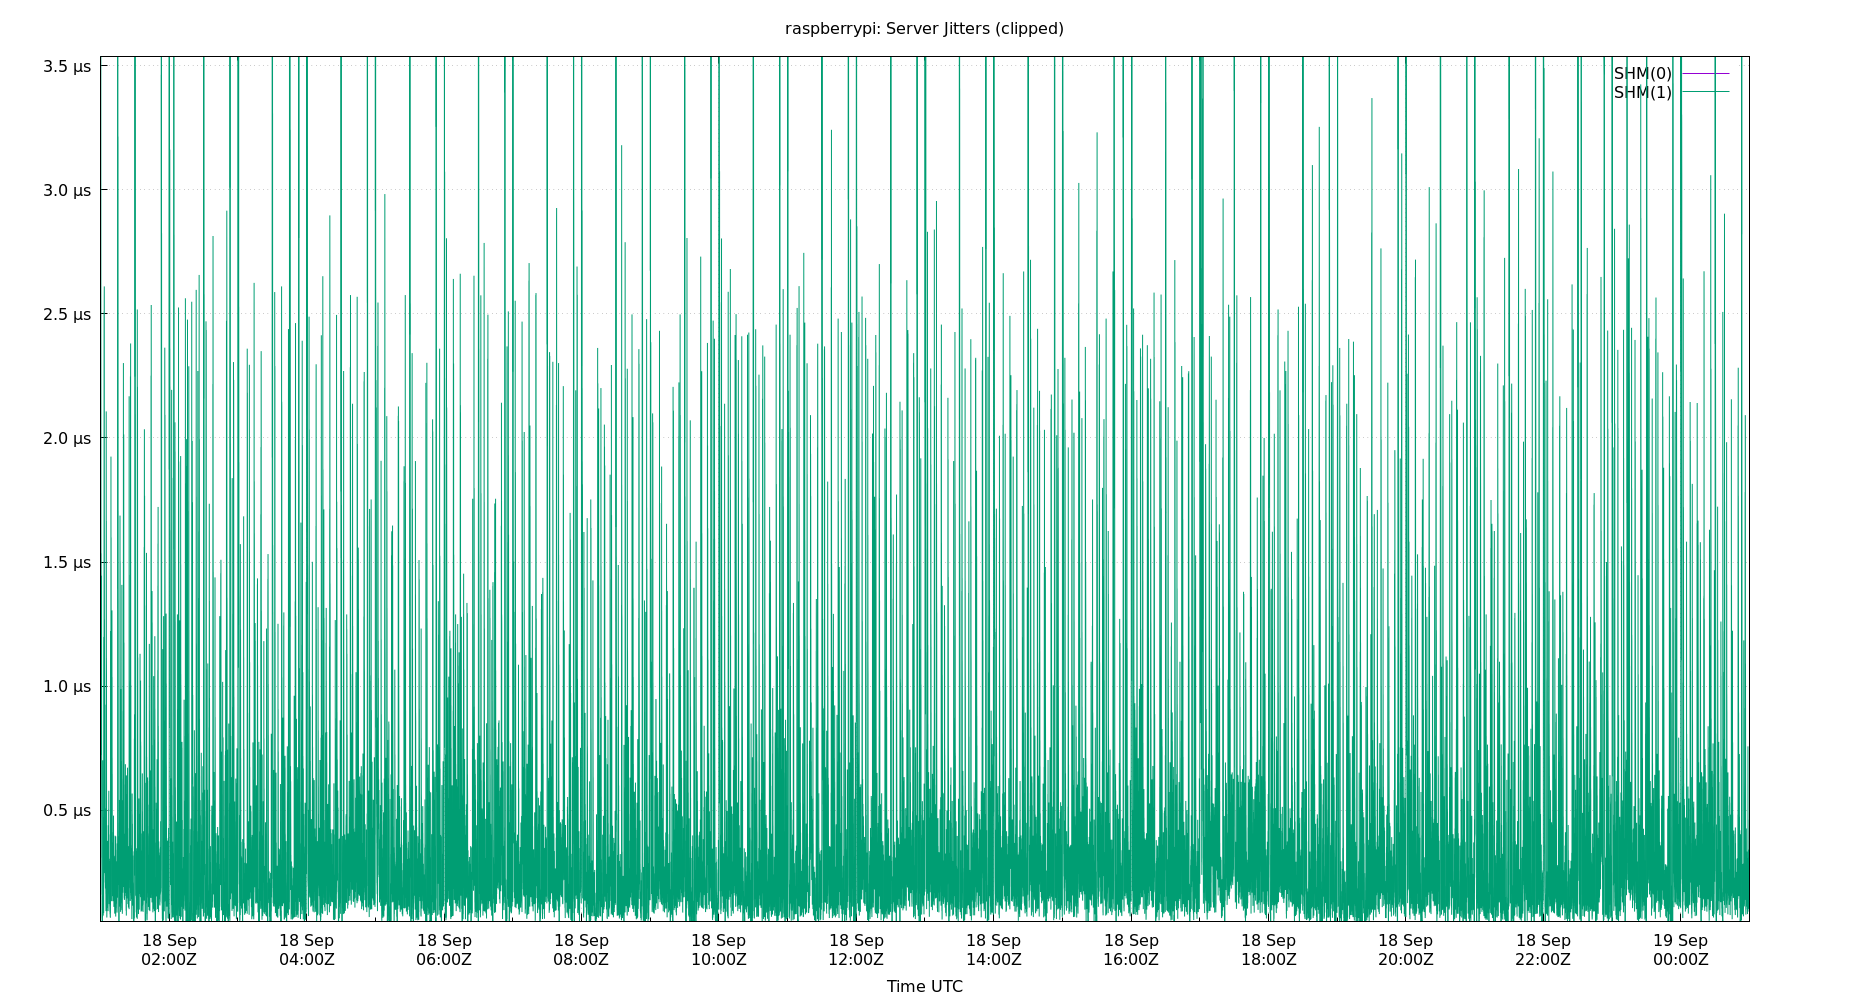 raspberrypi: Server Jitters (clipped)
3.5 µs
3.0 µs
2.5 µs
2.0 µs
1.5 µs
1.0 µs
0.5 µs
SHM(0)
SHM(1)
18 Sep 18 Sep 18 Sep 18 Sep 18 Sep 18 Sep 18 Sep 18 Sep 18 Sep 18 Sep 18 Sep 19 Sep
02:00Z 04:00Z 06:00Z 08:00Z 10:00Z 12:00Z 14:00Z 16:00Z 18:00Z 20:00Z 22:00Z 00:00Z
Time UTC